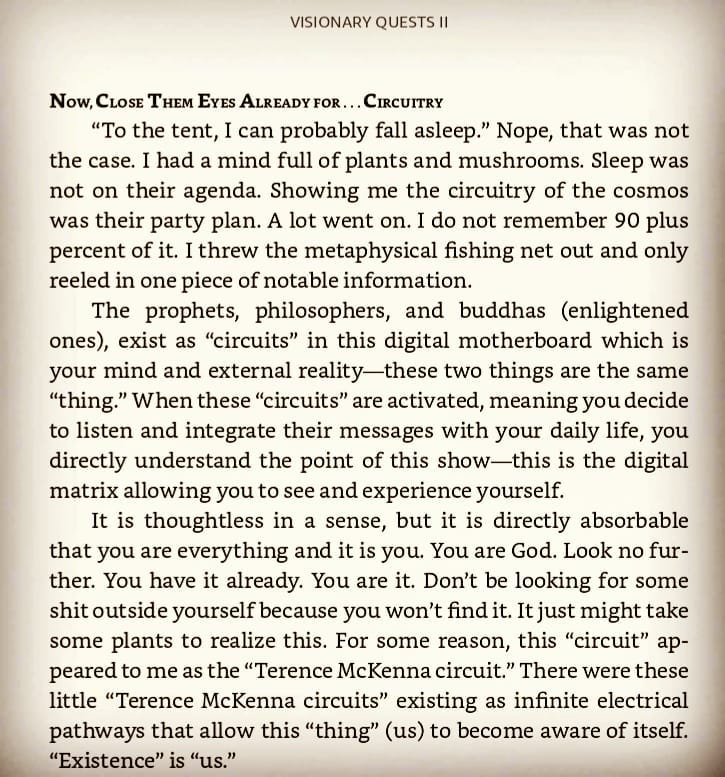 VISIONARY QUESTS II
Now, Close Them Eyes Already for...Circuitry
“To the tent, I can probably fall asleep.” Nope, that was not
the case. I had a mind full of plants and mushrooms. Sleep was
not on their agenda. Showing me the circuitry of the cosmos
was their party plan. A lot went on. I do not remember 90 plus
percent of it. I threw the metaphysical fishing net out and only
reeled in one piece of notable information.
The prophets, philosophers, and buddhas (enlightened
ones), exist as “circuits” in this digital motherboard which is
your mind and external reality—these two things are the same
“thing.” When these “circuits” are activated, meaning you decide
to listen and integrate their messages with your daily life, you
directly understand the point of this show—this is the digital
matrix allowing you to see and experience yourself.
It is thoughtless in a sense, but it is directly absorbable
that you are everything and it is you. You are God. Look no fur-
ther. You have it already. You are it. Don’t be looking for some
shit outside yourself because you won’t find it. It just might take
some plants to realize this. For some reason, this “circuit” ap-
peared to me as the “Terence McKenna circuit.” There were these
little “Terence McKenna circuits” existing as infinite electrical
pathways that allow this “thing” (us) to become aware of itself.
“Existence” is “us.”